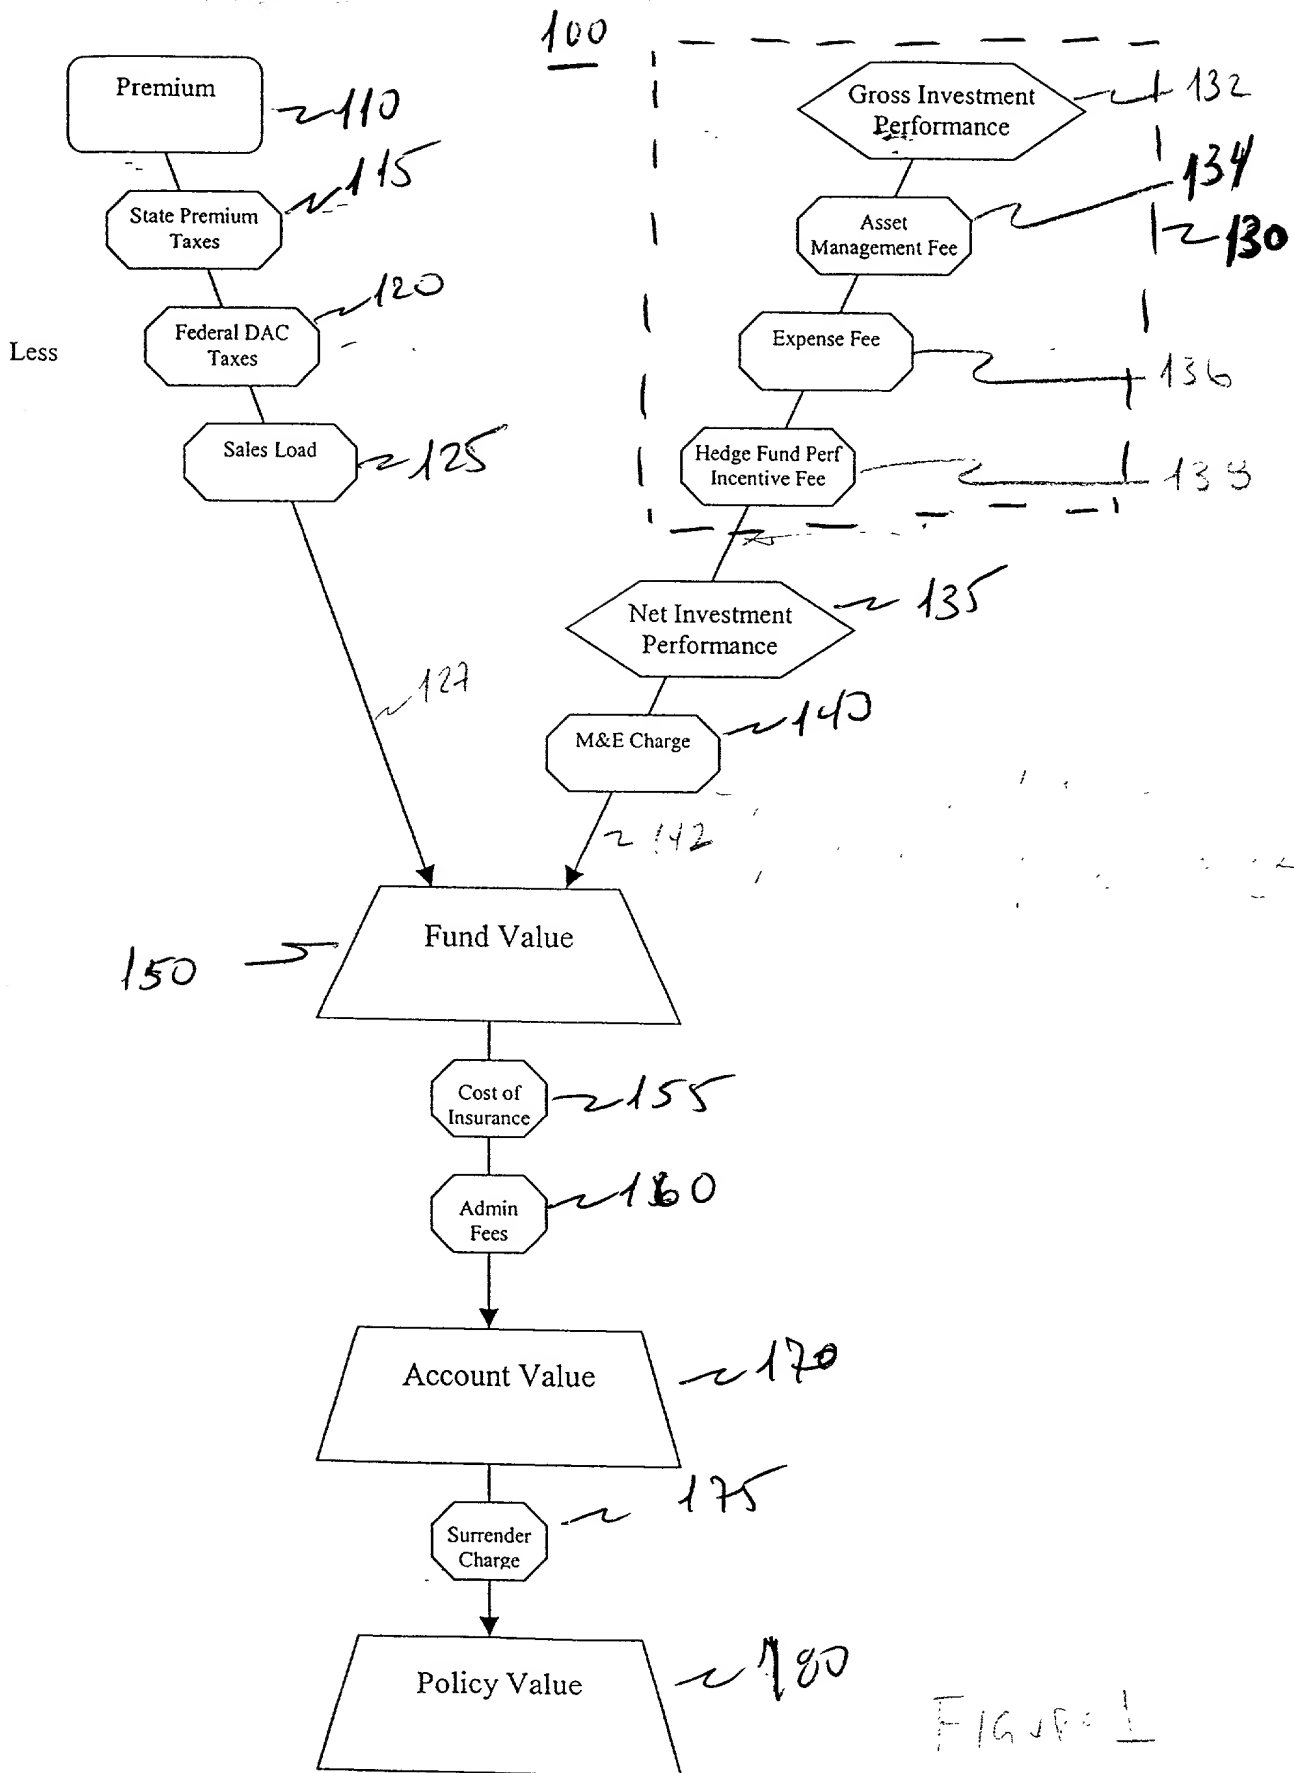 100
Premium
110
115
State Premium
Taxes
120
Federal DAC
Taxes
Less
Sales Load
125
127
Gross Investment
Performance
132
134
Asset
Management Fee
130
Expense Fee
136
Hedge Fund Perf
Incentive Fee
138
Net Investment
Performance
135
M&E Charge
140
142
Fund Value
150
Cost of
Insurance
155
Admin
Fees
160
Account Value
170
175
Surrender
Charge
Policy Value
180
FIGURE 1